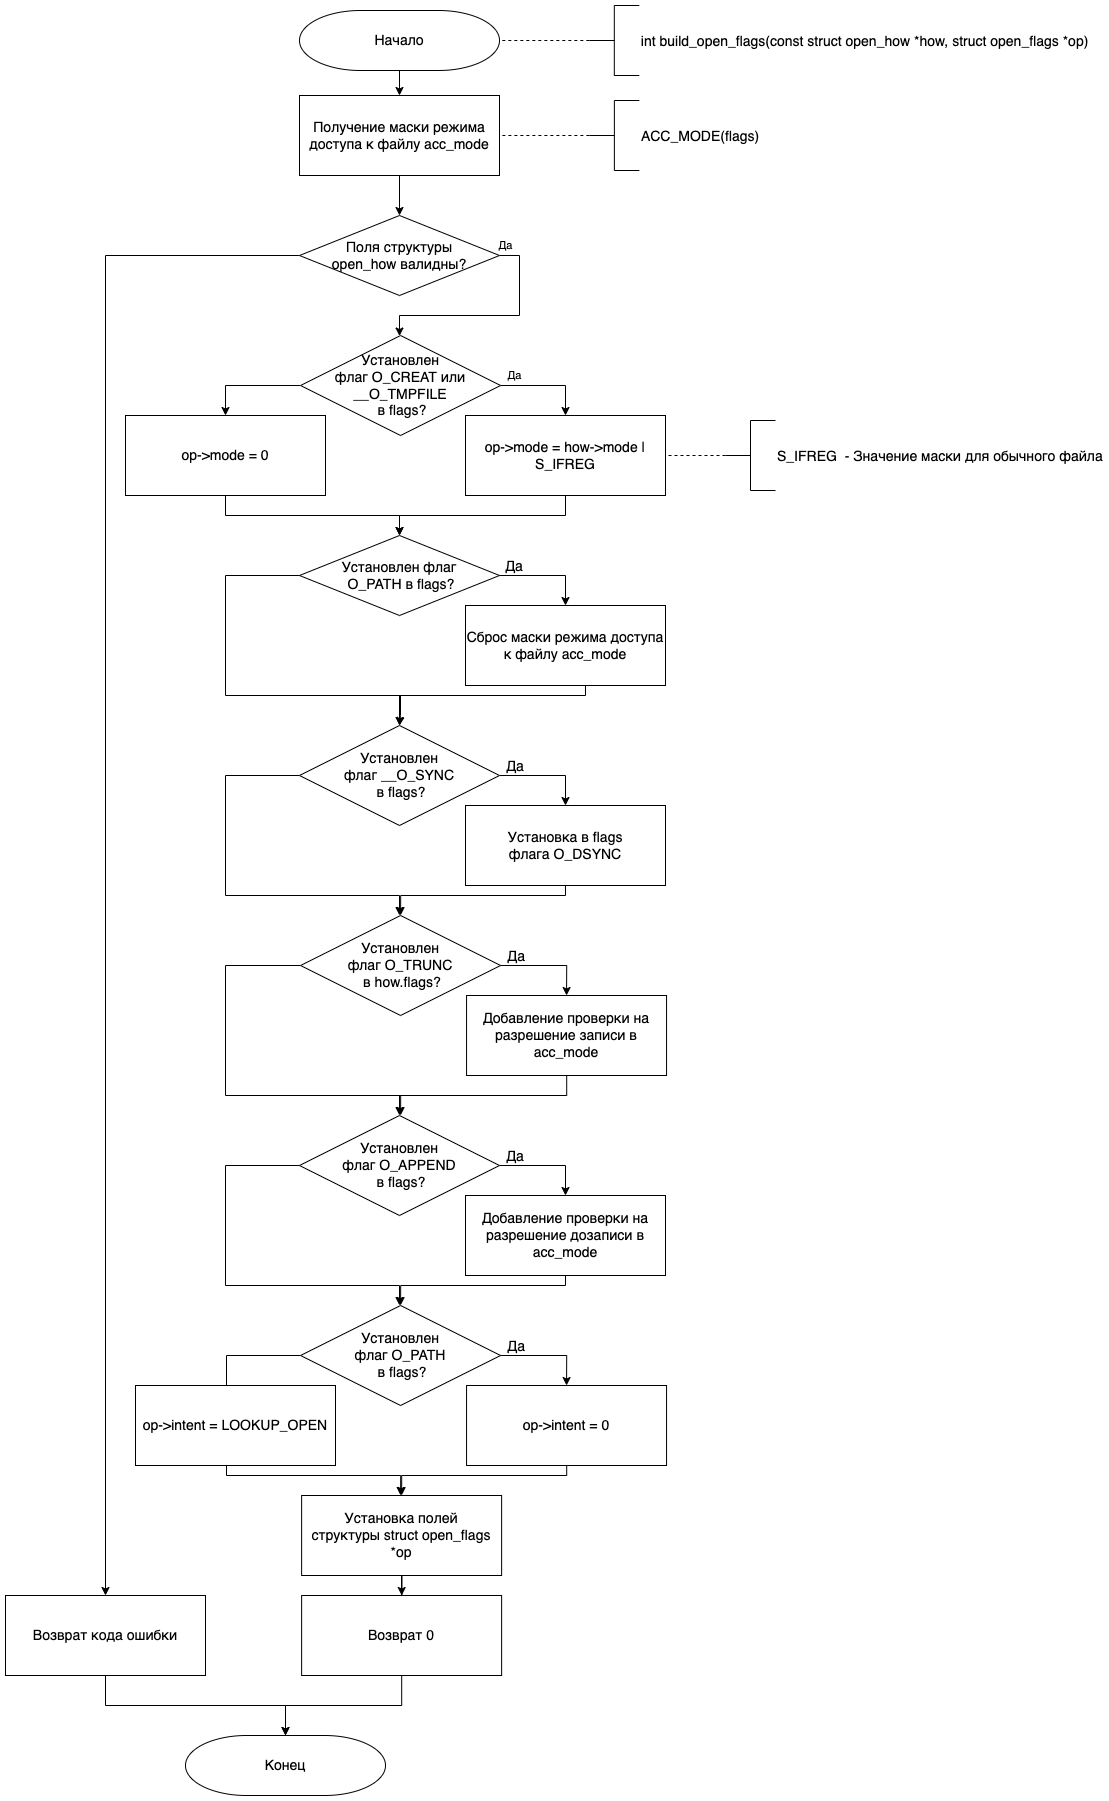 Начало
int build_open_flags(const struct open_how *how, struct open_flags *op)
Получение маски режима
доступа к файлу acc_mode
ACC_MODE(flags)
Поля структуры
open_how валидны?
Да
Установлен
флаг O_CREAT или
__O_TMPFILE
в flags?
Да
op->mode = 0
op->mode = how->mode |
S_IFREG
S_IFREG - Значение маски для обычного файла
Установлен флаг
O_PATH в flags?
Да
Сброс маски режима доступа
к файлу acc_mode
Установлен
флаг __O_SYNC
в flags?
Да
Установка в flags
флага O_DSYNC
Установлен
флаг O_TRUNC
в how.flags?
Да
Добавление проверки на
разрешение записи в
acc_mode
Установлен
флаг O_APPEND
в flags?
Да
Добавление проверки на
разрешение дозаписи в
acc_mode
Установлен
флаг O_PATH
в flags?
Да
op->intent = LOOKUP_OPEN
op->intent = 0
Установка полей
структуры struct open_flags
*op
Возврат кода ошибки
Возврат 0
Конец